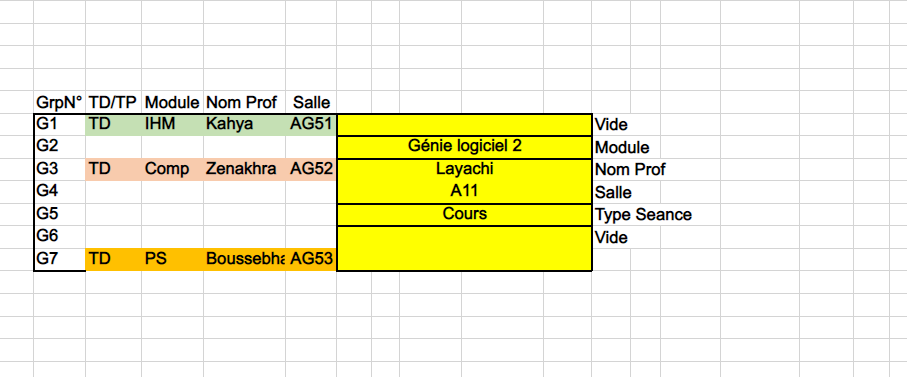 GrpN° TD/TP Module Nom Prof Salle
G1 TD IHM Kahya AG51 Vide
G2 Génie logiciel 2 Module
G3 TD Comp Zenakhra AG52 Layachi Nom Prof
G4 A11 Salle
G5 Cours Type Seance
G6 Vide
G7 TD PS Boussebha AG53